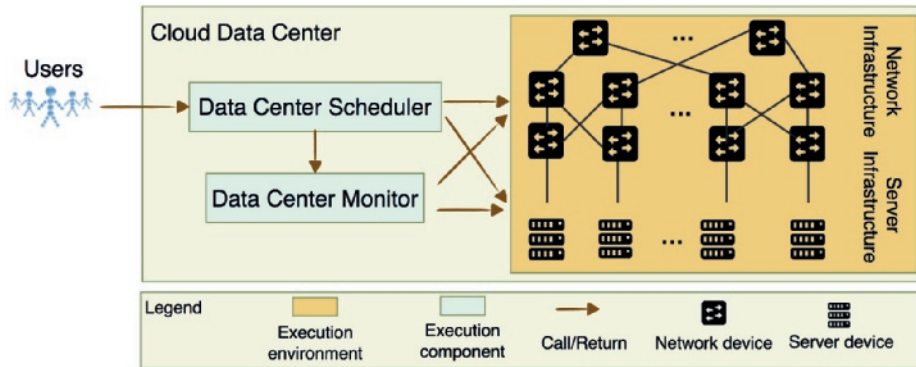 Cloud Data Center
Users
Data Center Scheduler
Data Center Monitor
...
...
...
Network
Infrastructure
Server
Infrastructure
Legend
Execution
environment
Execution
component
Call/Return
Network device
Server device